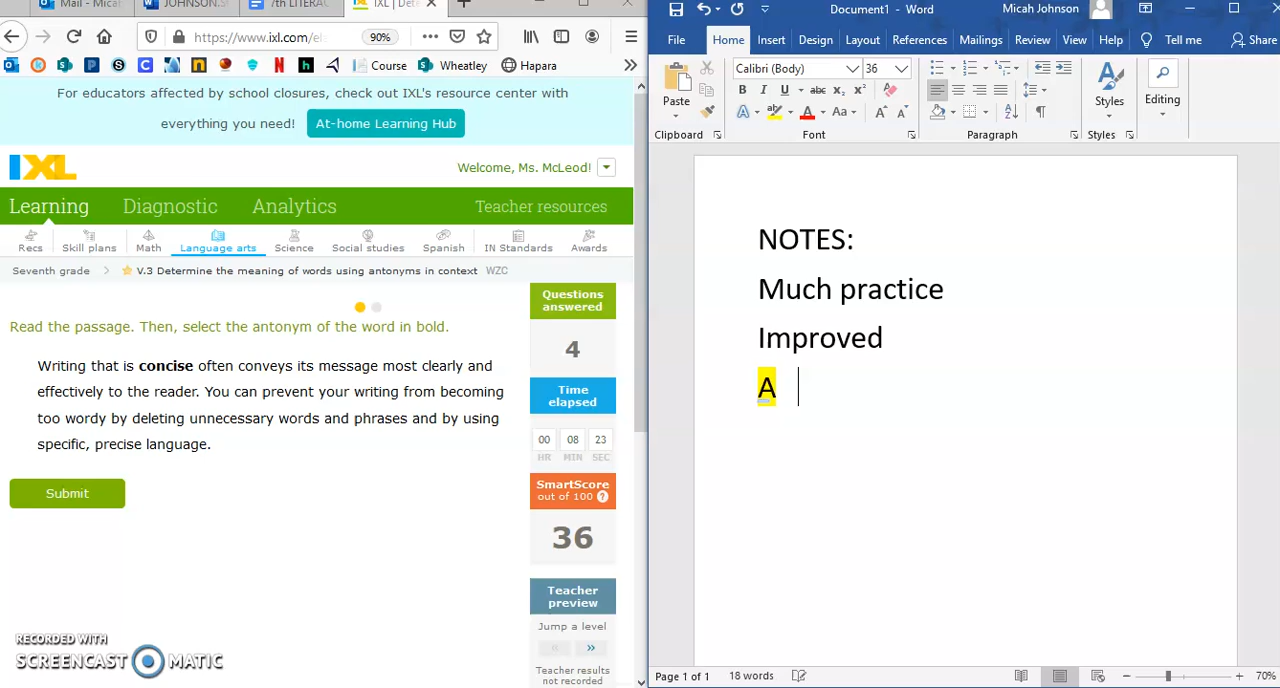 Mail - Micah
JOHNSON.S
7th LITERAC
IXL | Det
https://www.ixl.com/el
90%
Course
Wheatley
Hapara
For educators affected by school closures, check out IXL's resource center with
everything you need! At-home Learning Hub
IXL
Welcome, Ms. McLeod!
Learning Diagnostic Analytics Teacher resources
Recs Skill plans Math Language arts Science Social studies Spanish IN Standards Awards
Seventh grade > V.3 Determine the meaning of words using antonyms in context WZC
Read the passage. Then, select the antonym of the word in bold.
Writing that is concise often conveys its message most clearly and
effectively to the reader. You can prevent your writing from becoming
too wordy by deleting unnecessary words and phrases and by using
specific, precise language.
Submit
Questions
answered
4
Time
elapsed
00 08 23
HR MIN SEC
SmartScore
out of 100 ?
36
Teacher
preview
Jump a level
« »
Teacher results
not recorded
RECORDED WITH
SCREENCAST MATIC
Document1 - Word
Micah Johnson
File Home Insert Design Layout References Mailings Review View Help Tell me Share
Calibri (Body) 36
Paste
B I U abc x₂ x²
A A Aa A A
Styles
Editing
Clipboard Font Paragraph Styles
NOTES:
Much practice
Improved
A
Page 1 of 1 18 words
70%